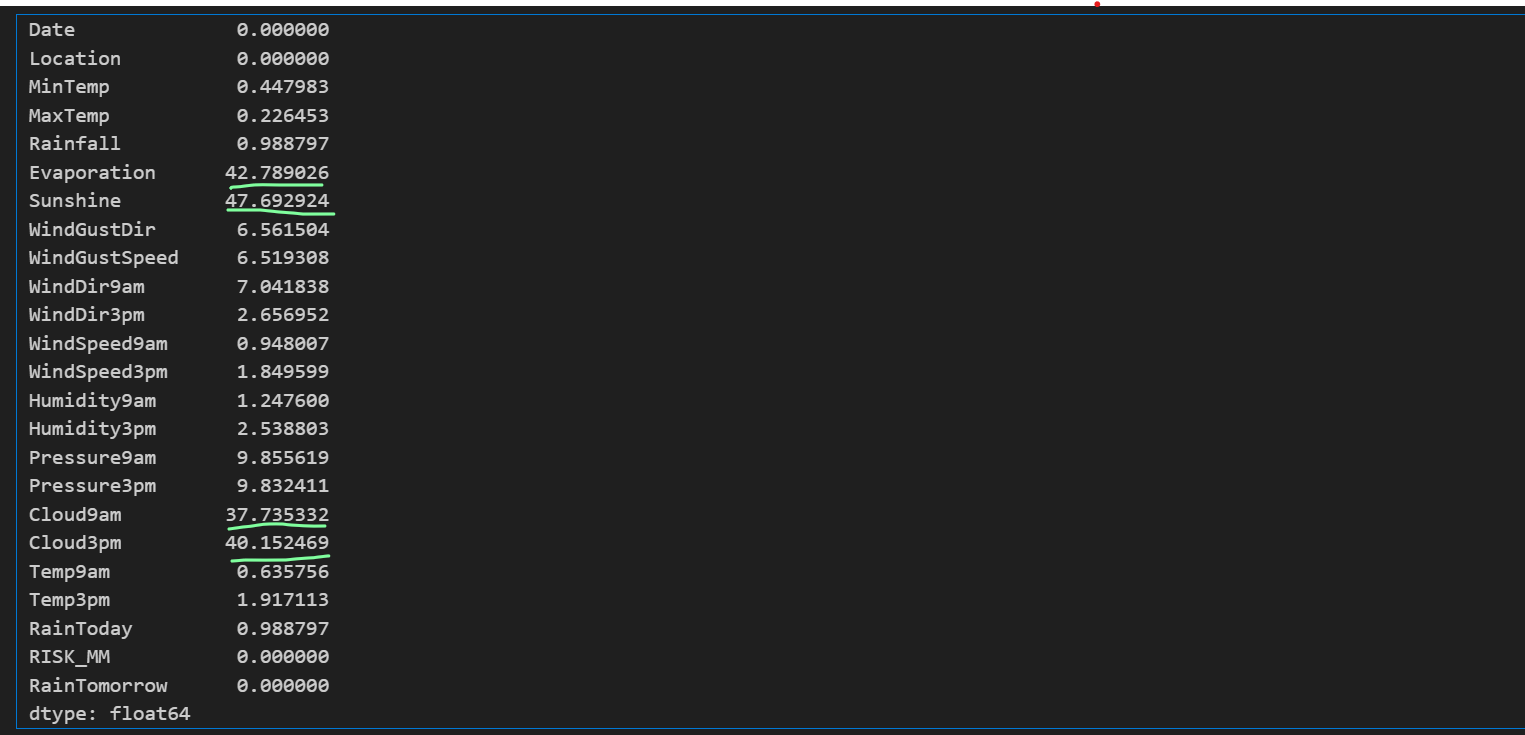 Date 0.000000
Location 0.000000
MinTemp 0.447983
MaxTemp 0.226453
Rainfall 0.988797
Evaporation 42.789026
Sunshine 47.692924
WindGustDir 6.561504
WindGustSpeed 6.519308
WindDir9am 7.041838
WindDir3pm 2.656952
WindSpeed9am 0.948007
WindSpeed3pm 1.849599
Humidity9am 1.247600
Humidity3pm 2.538803
Pressure9am 9.855619
Pressure3pm 9.832411
Cloud9am 37.735332
Cloud3pm 40.152469
Temp9am 0.635756
Temp3pm 1.917113
RainToday 0.988797
RISK_MM 0.000000
RainTomorrow 0.000000
dtype: float64